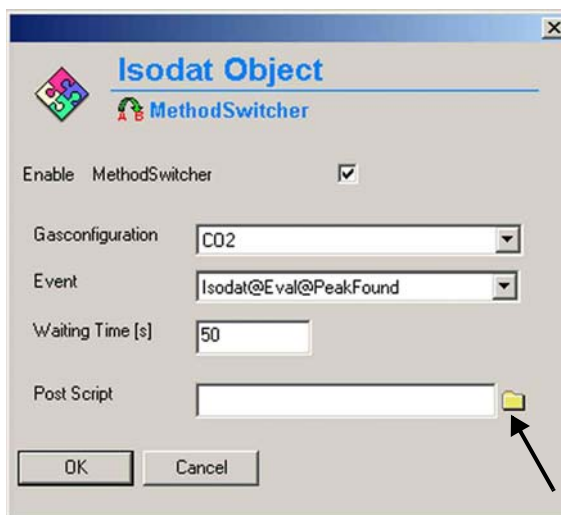 Isodat Object
A B MethodSwitcher
Enable MethodSwitcher
Gasconfiguration CO2
Event Isodat@Eval@PeakFound
Waiting Time [s] 50
Post Script
OK Cancel